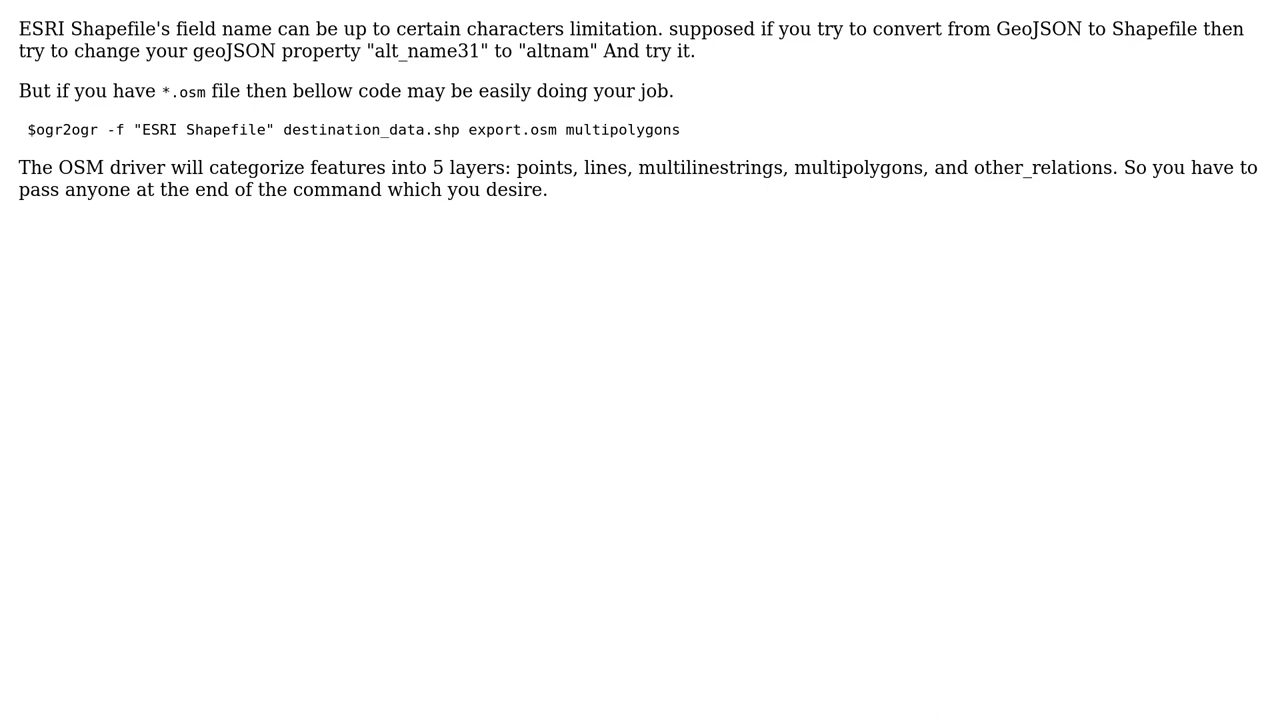 ESRI Shapefile's field name can be up to certain characters limitation. supposed if you try to convert from GeoJSON to Shapefile then
try to change your geoJSON property "alt_name31" to "altnam" And try it.
But if you have *.osm file then bellow code may be easily doing your job.
$ogr2ogr -f "ESRI Shapefile" destination_data.shp export.osm multipolygons
The OSM driver will categorize features into 5 layers: points, lines, multilinestrings, multipolygons, and other_relations. So you have to
pass anyone at the end of the command which you desire.